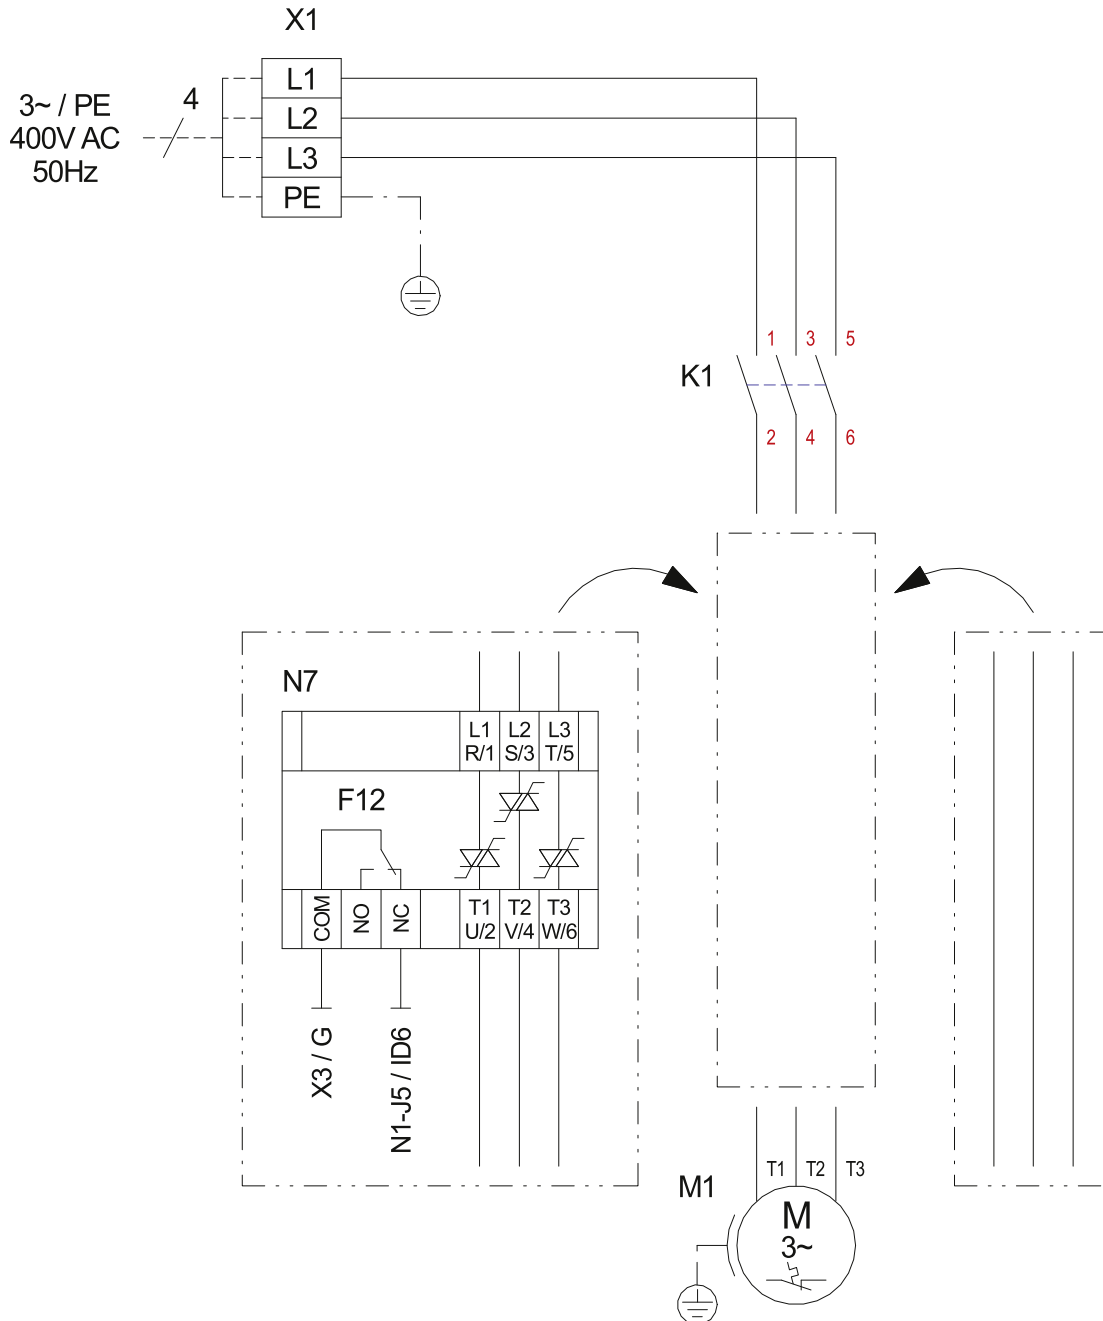 X1
3~ / PE
400V AC
50Hz
4
L1
L2
L3
PE
1 3 5
K1
2 4 6
N7
L1 L2 L3
R/1 S/3 T/5
F12
COM
NO
NC
T1 T2 T3
U/2 V/4 W/6
X3 / G
N1-J5 / ID6
T1 T2 T3
M1
M
3~